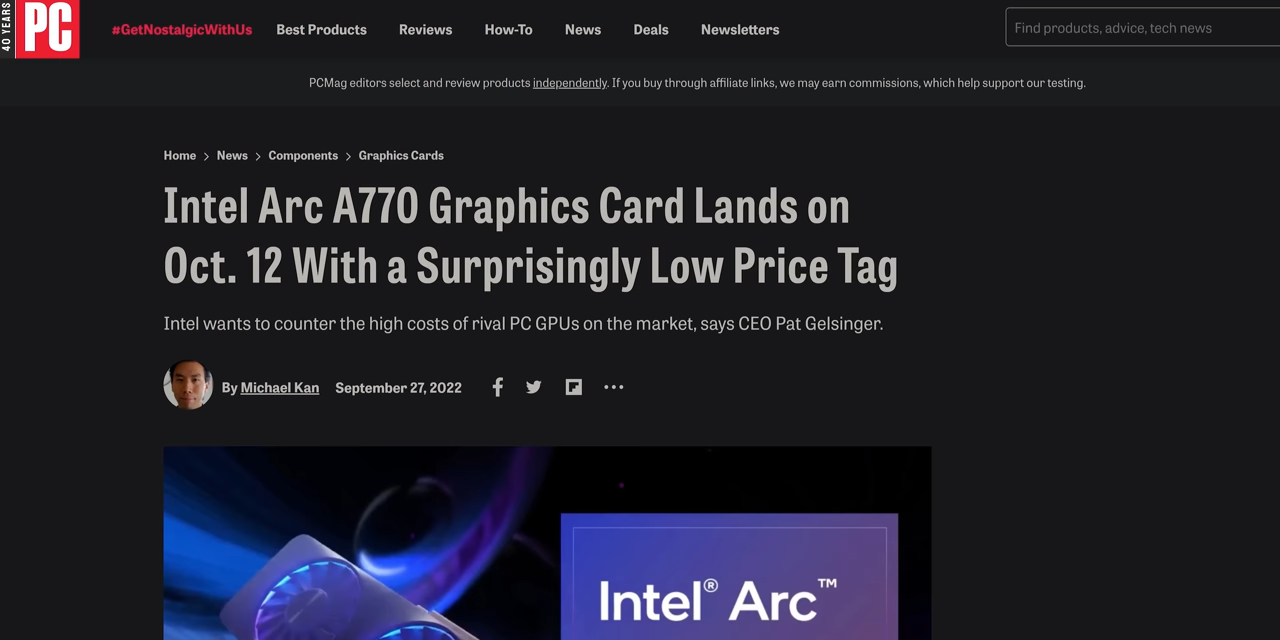 40 YEARS
PC
#GetNostalgicWithUs Best Products Reviews How-To News Deals Newsletters
Find products, advice, tech news
PCMag editors select and review products independently. If you buy through affiliate links, we may earn commissions, which help support our testing.
Home > News > Components > Graphics Cards
Intel Arc A770 Graphics Card Lands on
Oct. 12 With a Surprisingly Low Price Tag
Intel wants to counter the high costs of rival PC GPUs on the market, says CEO Pat Gelsinger.
By Michael Kan September 27, 2022
Intel® Arc™